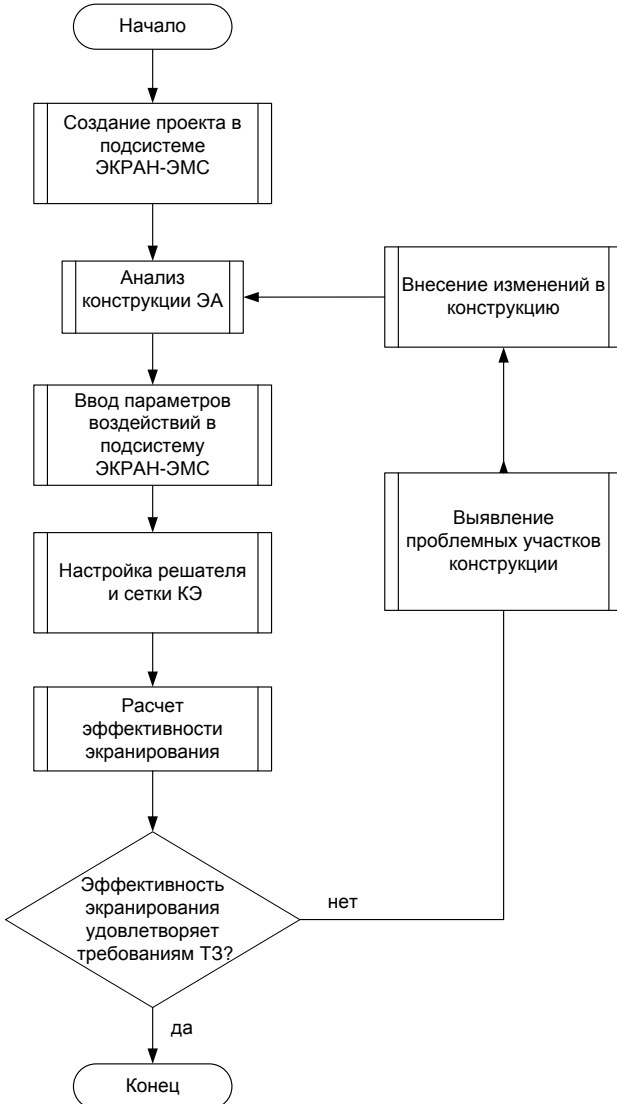 Начало
Создание проекта в
подсистеме
ЭКРАН-ЭМС
Анализ
конструкции ЭА
Внесение изменений в
конструкцию
Ввод параметров
воздействий в
подсистему
ЭКРАН-ЭМС
Выявление
проблемных участков
конструкции
Настройка решателя
и сетки КЭ
Расчет
эффективности
экранирования
Эффективность
экранирования
удовлетворяет
требованиям ТЗ?
нет
да
Конец